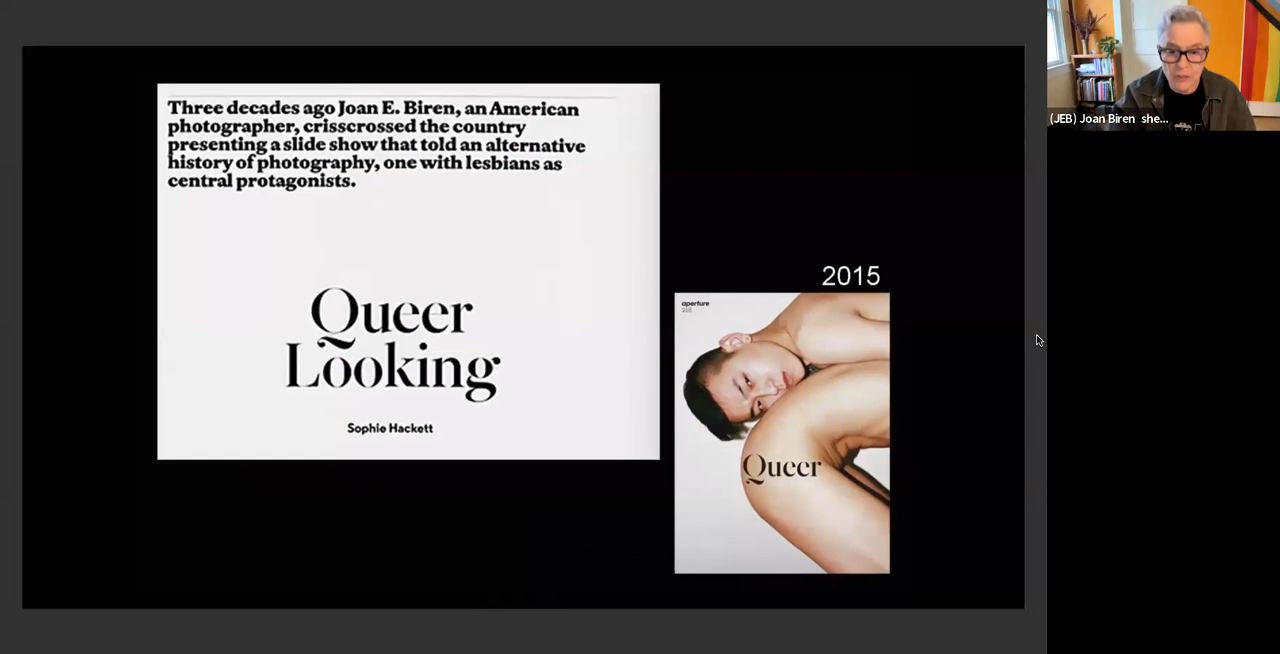 Three decades ago Joan E. Biren, an American
photographer, crisscrossed the country
presenting a slide show that told an alternative
history of photography, one with lesbians as
central protagonists.
Queer
Looking
Sophie Hackett
2015
aperture
Queer
(JEB) Joan Biren she...